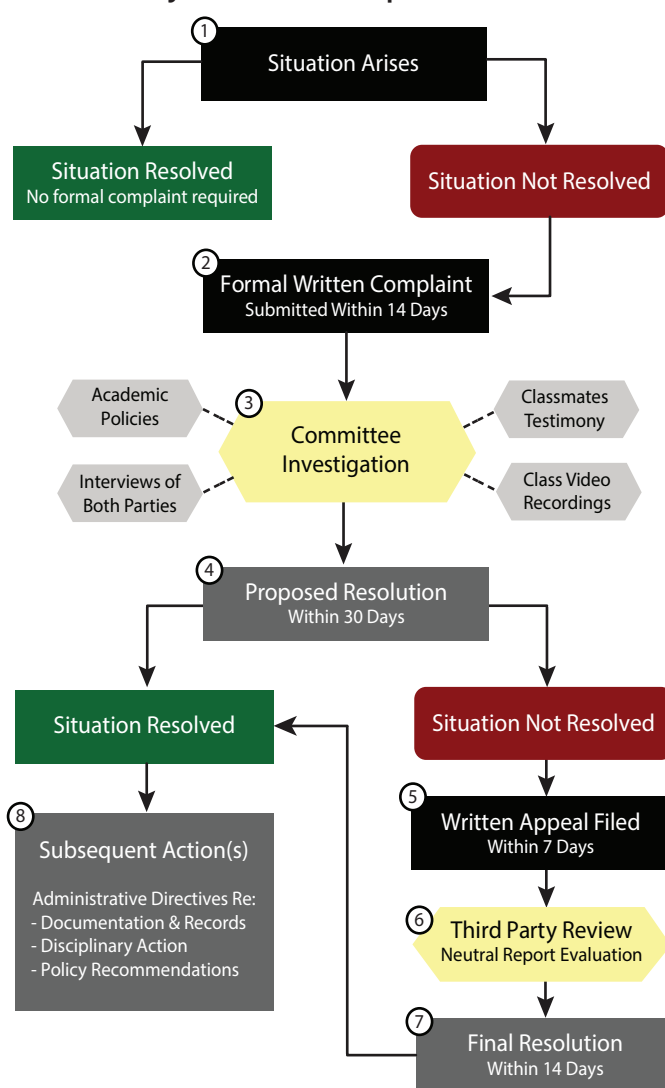 1
Situation Arises
Situation Resolved
No formal complaint required
Situation Not Resolved
2
Formal Written Complaint
Submitted Within 14 Days
Academic
Policies
3
Committee
Investigation
Classmates
Testimony
Interviews of
Both Parties
Class Video
Recordings
4
Proposed Resolution
Within 30 Days
Situation Resolved
Situation Not Resolved
5
Written Appeal Filed
Within 7 Days
8
Subsequent Action(s)
Administrative Directives Re:
- Documentation & Records
- Disciplinary Action
- Policy Recommendations
6
Third Party Review
Neutral Report Evaluation
7
Final Resolution
Within 14 Days